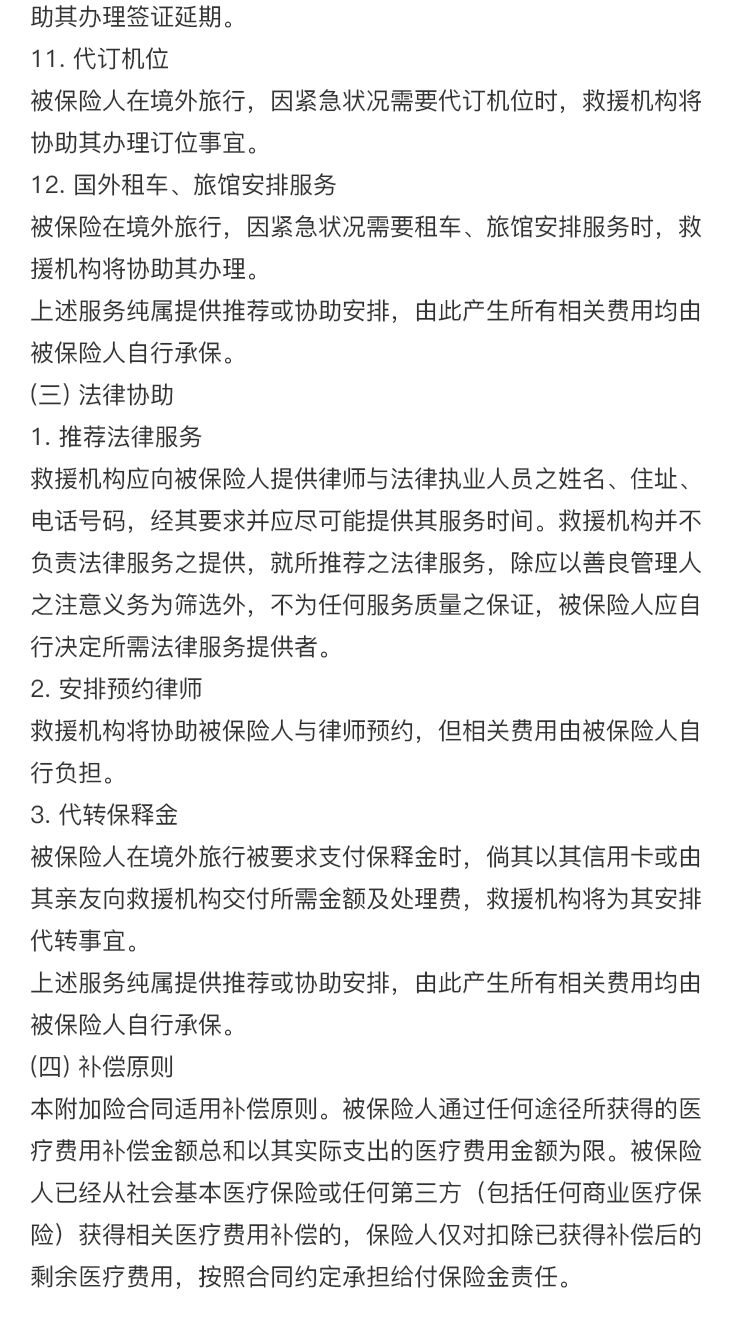 助其办理签证延期。
11. 代订机位
被保险人在境外旅行，因紧急状况需要代订机位时，救援机构将
协助其办理订位事宜。
12. 国外租车、旅馆安排服务
被保险在境外旅行，因紧急状况需要租车、旅馆安排服务时，救
援机构将协助其办理。
上述服务纯属提供推荐或协助安排，由此产生所有相关费用均由
被保险人自行承保。
(三) 法律协助
1. 推荐法律服务
救援机构应向被保险人提供律师与法律执业人员之姓名、住址、
电话号码，经其要求并应尽可能提供其服务时间。救援机构并不
负责法律服务之提供，就所推荐之法律服务，除应以善良管理人
之注意义务为筛选外，不为任何服务质量之保证，被保险人应自
行决定所需法律服务提供者。
2. 安排预约律师
救援机构将协助被保险人与律师预约，但相关费用由被保险人自
行负担。
3. 代转保释金
被保险人在境外旅行被要求支付保释金时，倘其以其信用卡或由
其亲友向救援机构交付所需金额及处理费，救援机构将为其安排
代转事宜。
上述服务纯属提供推荐或协助安排，由此产生所有相关费用均由
被保险人自行承保。
(四) 补偿原则
本附加险合同适用补偿原则。被保险人通过任何途径所获得的医
疗费用补偿金额总和以其实际支出的医疗费用金额为限。被保险
人已经从社会基本医疗保险或任何第三方（包括任何商业医疗保
险）获得相关医疗费用补偿的，保险人仅对扣除已获得补偿后的
剩余医疗费用，按照合同约定承担给付保险金责任。